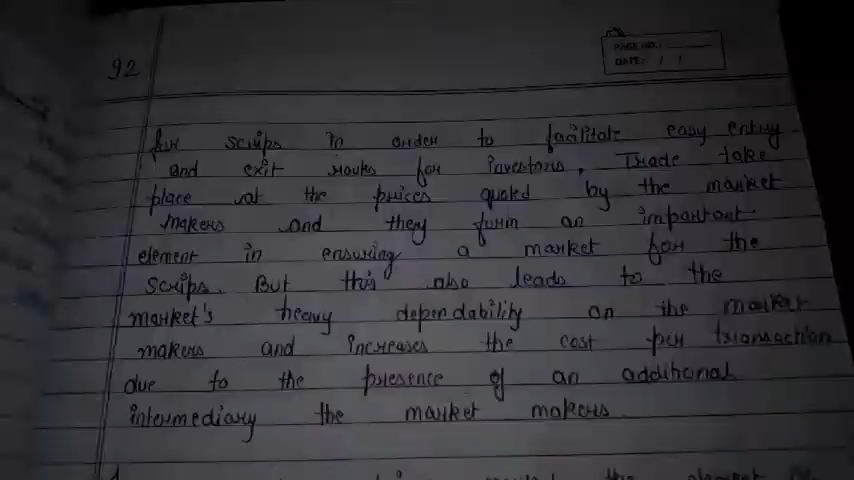 92
PAGE NO.:
DATE: / /
for scrips in order to facilitate easy entry
and exit routs for investors, Trade take
place at the prices quoted by the market
makers and they form an important
element in ensuring a market for the
scrips. But this also leads to the
market's heavy dependability on the market
makers and increases the cost per transaction
due to the presence of an additional
intermediary the market makers.
the element